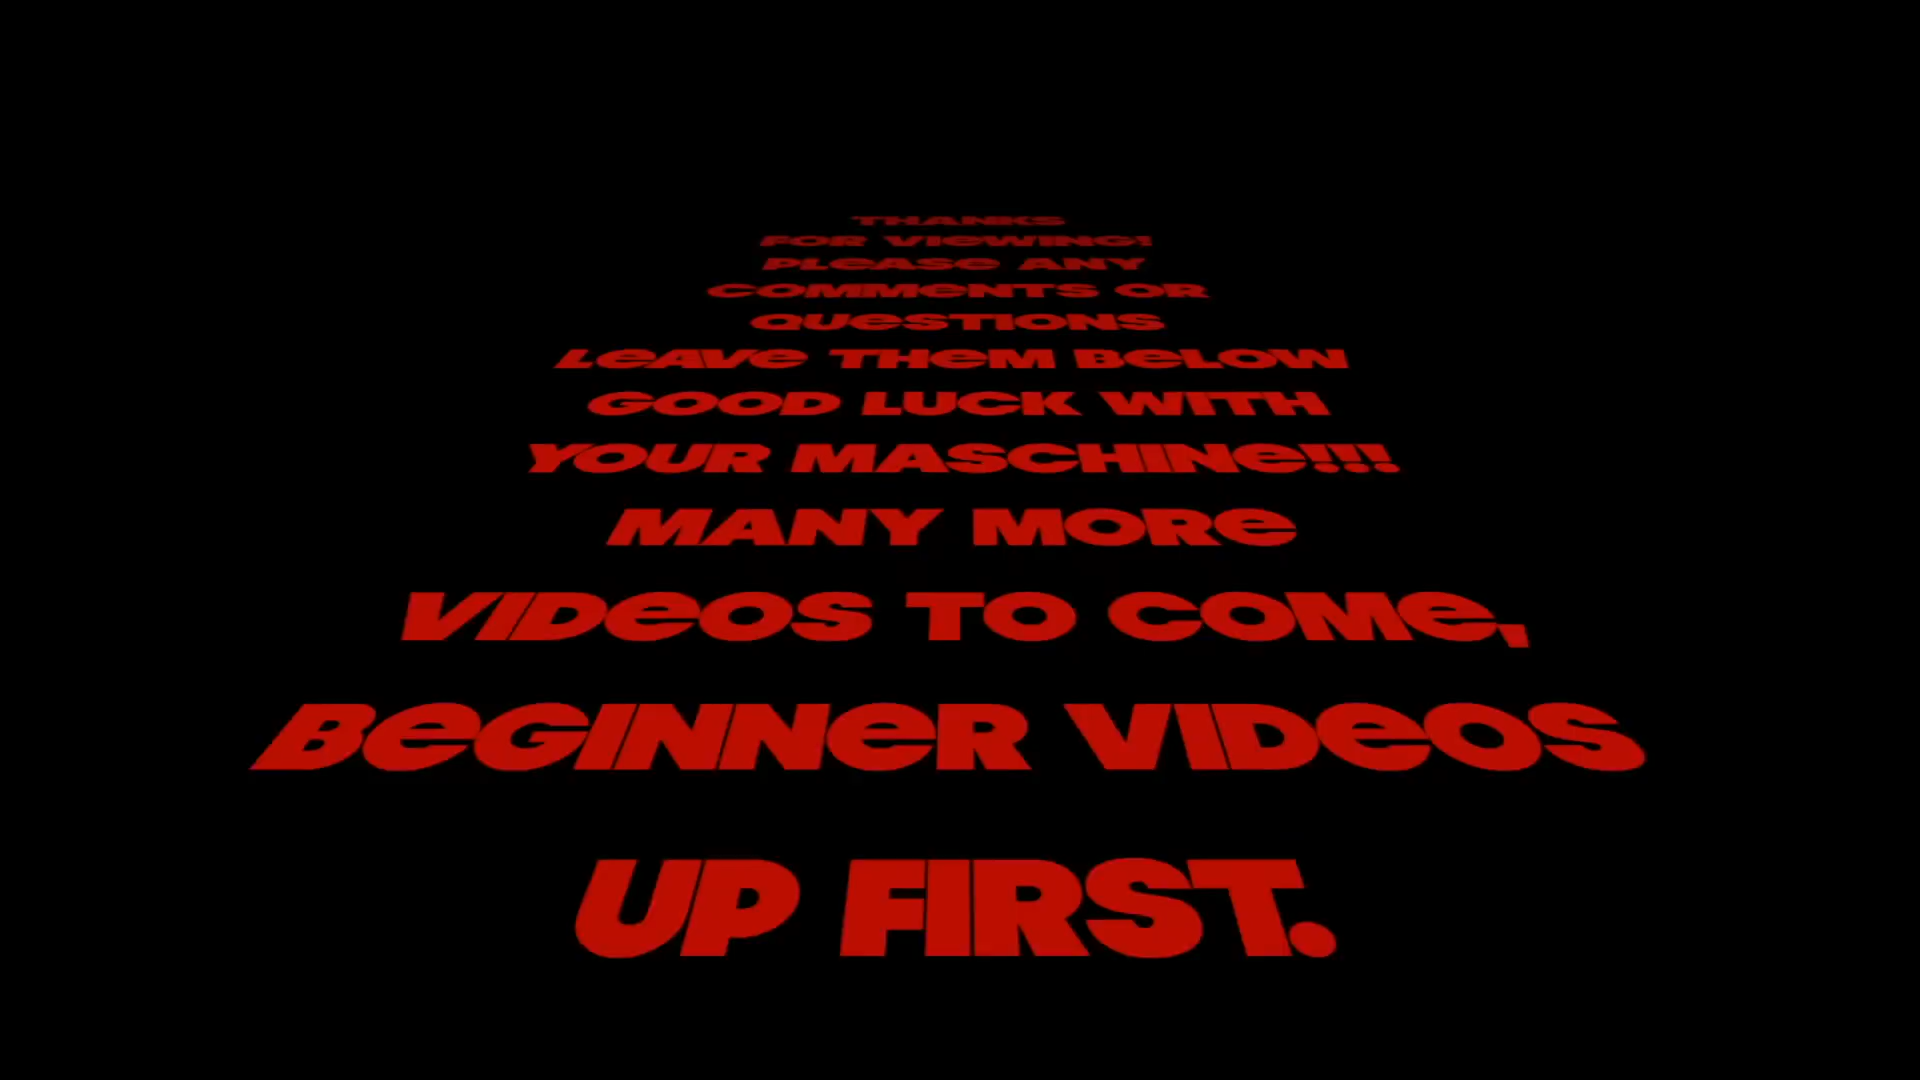 THANKS
FOR VIeWING!
PLeASe ANY
COMMeNTS OR
QUeSTIONS
LeAVe THeM BeLOW
GOOD LUCK WITH
YOUR MASCHINe!!!
MANY MORe
VIDeOS TO COMe,
BeGINNeR VIDeOS
UP FIRST.